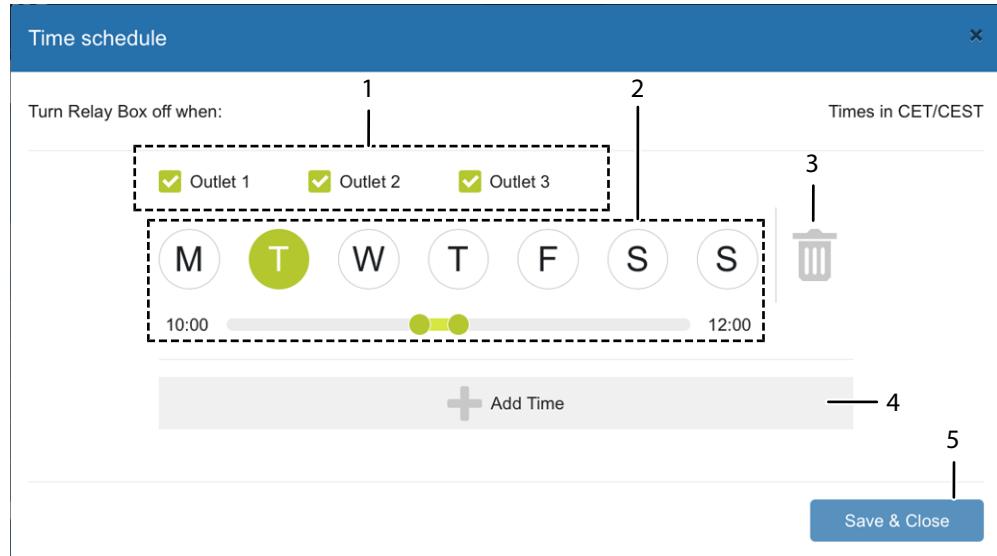 Time schedule ×
1 2
Turn Relay Box off when: Times in CET/CEST
3
Outlet 1 Outlet 2 Outlet 3
M T W T F S S
10:00 12:00
Add Time 4
5
Save & Close